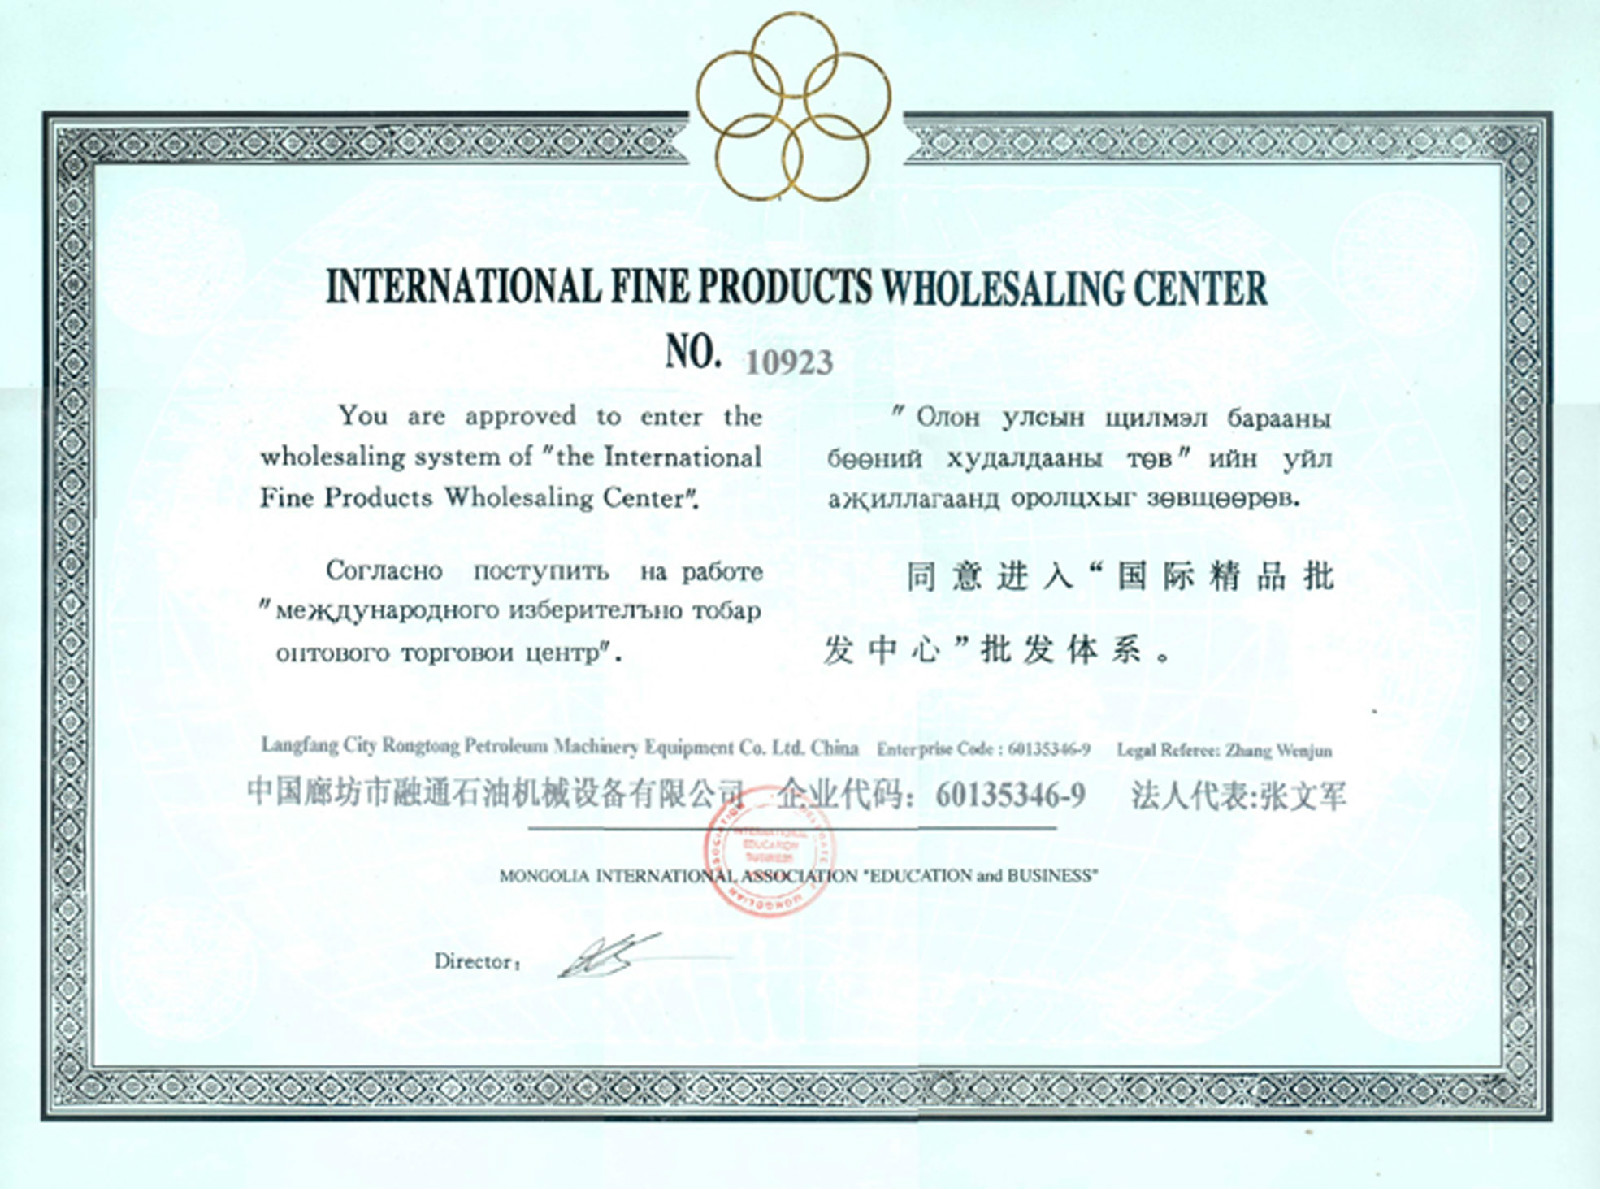 INTERNATIONAL FINE PRODUCTS WHOLESALING CENTER
NO. 10923
You are approved to enter the
wholesaling system of "the International
Fine Products Wholesaling Center".
" Олон улсын щилмэл барааны
бөөний худалдааны төв" ийн уйл
ажиллагаанд оролцхыг зөвщөөрөв.
Согласно поступить на работе
"международного изберителъно тобар
оптового торговои центр".
同意进入“国际精品批
发中心”批发体系。
Langfang City Rongtong Petroleum Machinery Equipment Co. Ltd. China Enterprise Code : 60135346-9 Legal Referee: Zhang Wenjun
中国廊坊市融通石油机械设备有限公司 企业代码：60135346-9 法人代表:张文军
INTERNATIONAL
EDUCATION
MONGOLIA INTERNATIONAL ASSOCIATION "EDUCATION and BUSINESS"
Director: